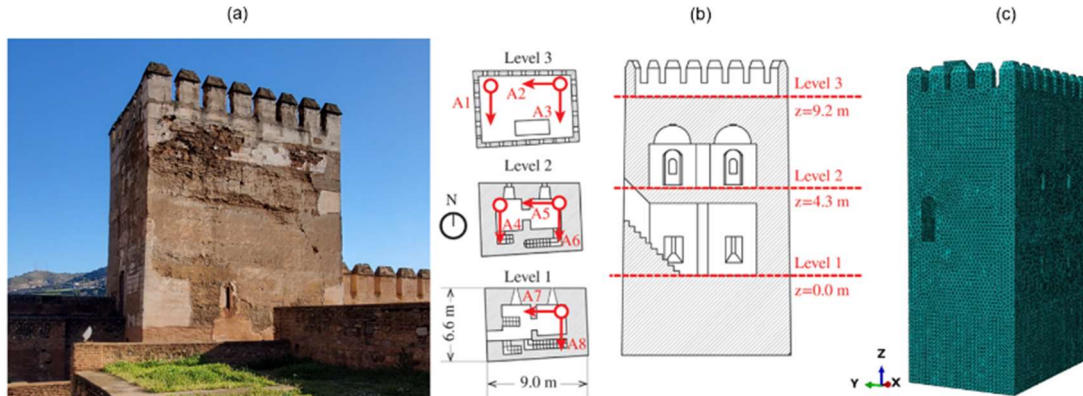 (a)
(b)
(c)
Level 3
A1
A2
A3
Level 2
A4
A5
A6
N
Level 1
A7
A8
6.6 m
9.0 m
Level 3
z=9.2 m
Level 2
z=4.3 m
Level 1
z=0.0 m
Z
Y
X